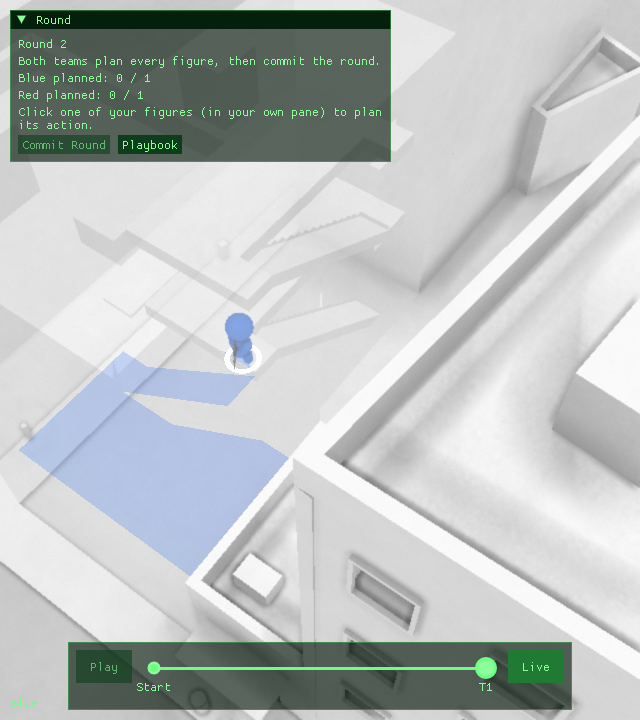 Round
Round 2
Both teams plan every figure, then commit the round.
Blue planned: 0 / 1
Red planned: 0 / 1
Click one of your figures (in your own pane) to plan
its action.
Commit Round Playbook
Play Live
Start T1